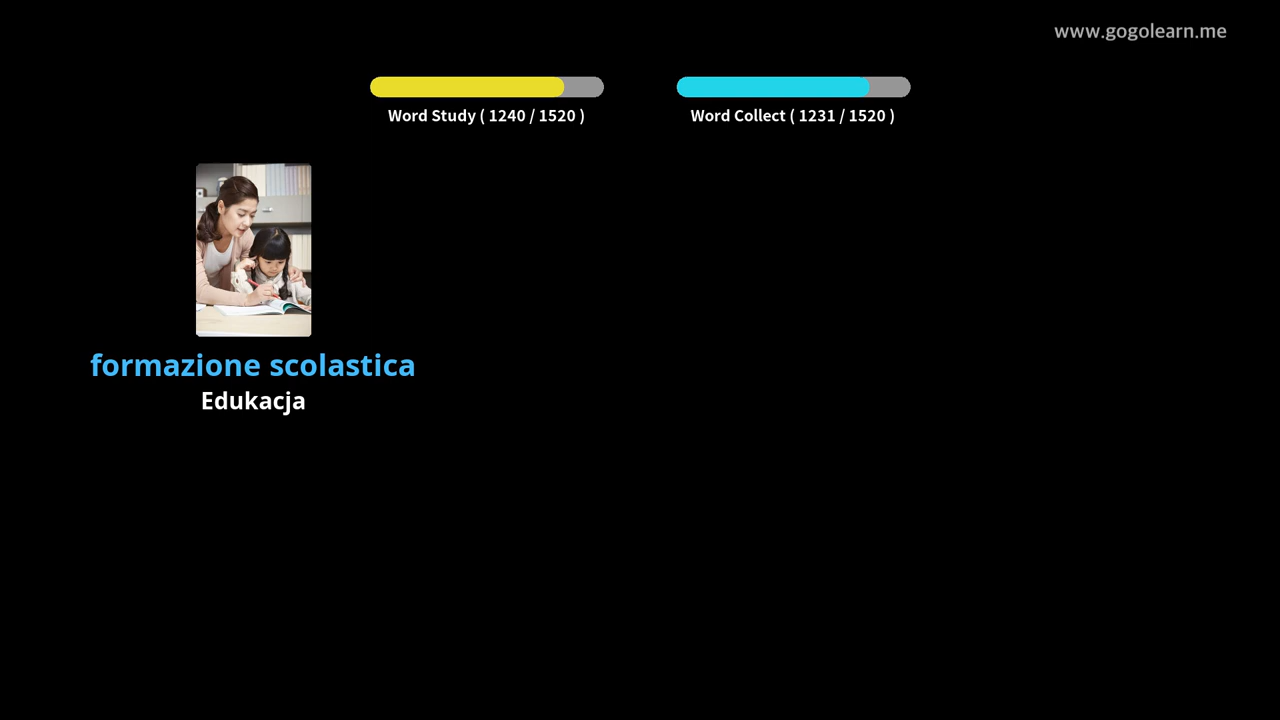 www.gogolearn.me
Word Study ( 1240 / 1520 )
Word Collect ( 1231 / 1520 )
formazione scolastica
Edukacja